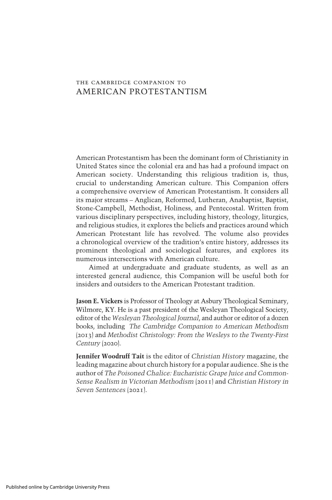 THE CAMBRIDGE COMPANION TO
AMERICAN PROTESTANTISM
American Protestantism has been the dominant form of Christianity in
United States since the colonial era and has had a profound impact on
American society. Understanding this religious tradition is, thus,
crucial to understanding American culture. This Companion offers
a comprehensive overview of American Protestantism. It considers all
its major streams – Anglican, Reformed, Lutheran, Anabaptist, Baptist,
Stone-Campbell, Methodist, Holiness, and Pentecostal. Written from
various disciplinary perspectives, including history, theology, liturgics,
and religious studies, it explores the beliefs and practices around which
American Protestant life has revolved. The volume also provides
a chronological overview of the tradition's entire history, addresses its
prominent theological and sociological features, and explores its
numerous intersections with American culture.
Aimed at undergraduate and graduate students, as well as an
interested general audience, this Companion will be useful both for
insiders and outsiders to the American Protestant tradition.
Jason E. Vickers is Professor of Theology at Asbury Theological Seminary,
Wilmore, KY. He is a past president of the Wesleyan Theological Society,
editor of the Wesleyan Theological Journal, and author or editor of a dozen
books, including The Cambridge Companion to American Methodism
(2013) and Methodist Christology: From the Wesleys to the Twenty-First
Century (2020).
Jennifer Woodruff Tait is the editor of Christian History magazine, the
leading magazine about church history for a popular audience. She is the
author of The Poisoned Chalice: Eucharistic Grape Juice and Common-
Sense Realism in Victorian Methodism (2011) and Christian History in
Seven Sentences (2021).
Published online by Cambridge University Press